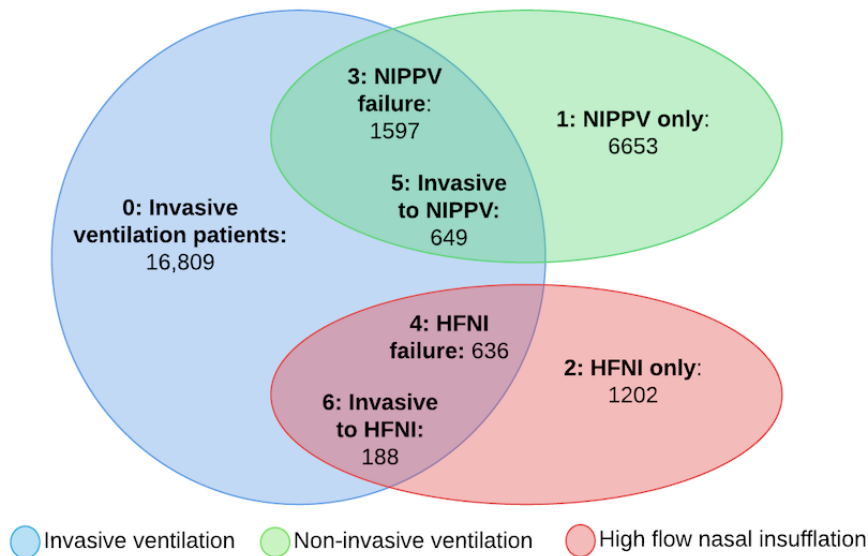 3: NIPPV
failure:
1597
1: NIPPV only:
6653
5: Invasive
to NIPPV:
649
0: Invasive
ventilation patients:
16,809
4: HFNI
failure: 636
2: HFNI only:
1202
6: Invasive
to HFNI:
188
Invasive ventilation
Non-invasive ventilation
High flow nasal insufflation